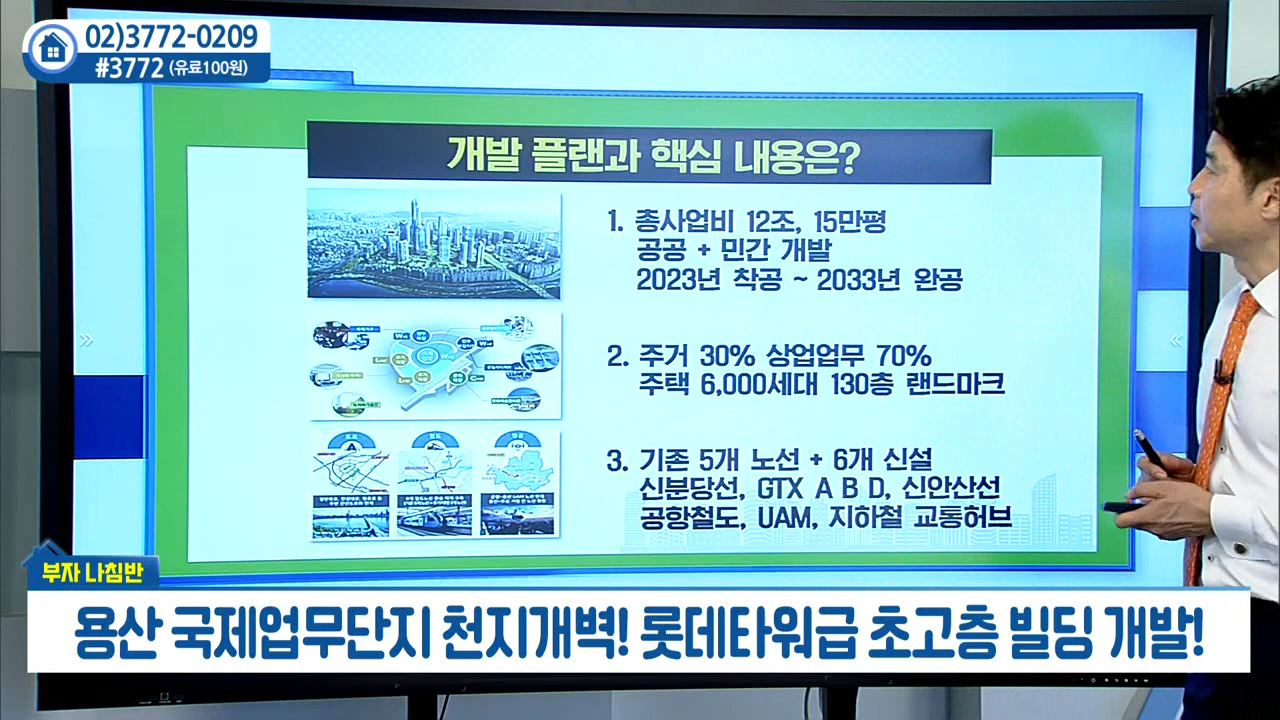 02)3772-0209
#3772 (유료100원)
개발 플랜과 핵심 내용은?
1. 총사업비 12조, 15만평
공공 + 민간 개발
2023년 착공 ~ 2033년 완공
2. 주거 30% 상업업무 70%
주택 6,000세대 130층 랜드마크
3. 기존 5개 노선 + 6개 신설
신분당선, GTX A B D, 신안산선
공항철도, UAM, 지하철 교통허브
부자 나침반
용산 국제업무단지 천지개벽! 롯데타워급 초고층 빌딩 개발!